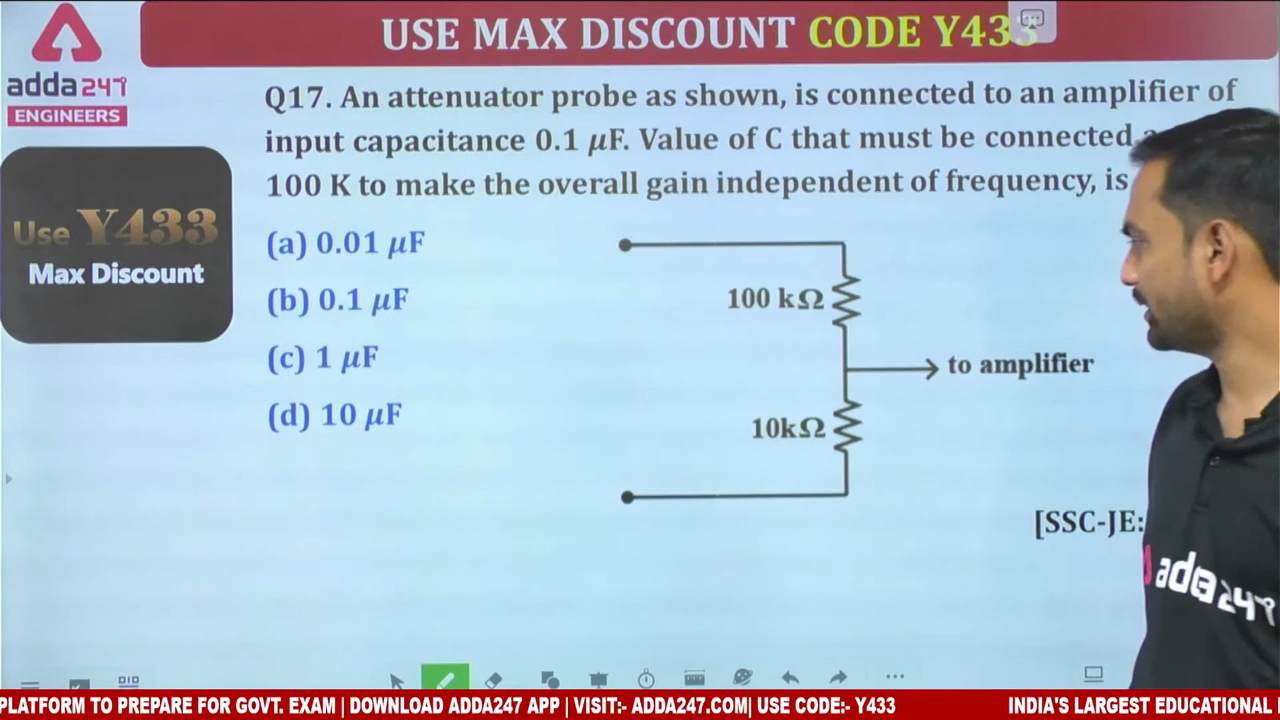 USE MAX DISCOUNT CODE Y433
adda247
ENGINEERS
Q17. An attenuator probe as shown, is connected to an amplifier of
input capacitance 0.1 μF. Value of C that must be connected
100 K to make the overall gain independent of frequency, is
Use Y433
Max Discount
(a) 0.01 μF
(b) 0.1 μF
(c) 1 μF
(d) 10 μF
100 kΩ
to amplifier
10kΩ
[SSC-JE:
adda247
PLATFORM TO PREPARE FOR GOVT. EXAM | DOWNLOAD ADDA247 APP | VISIT:- ADDA247.COM| USE CODE:- Y433
INDIA'S LARGEST EDUCATIONAL